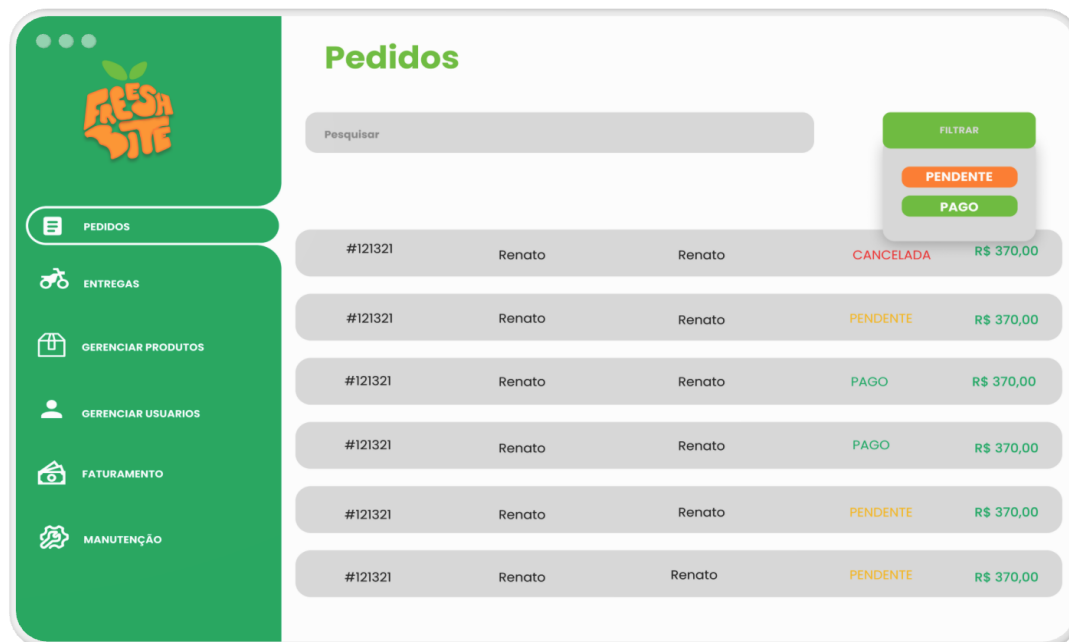 FREESH
BITE
PEDIDOS
ENTREGAS
GERENCIAR PRODUTOS
GERENCIAR USUARIOS
FATURAMENTO
MANUTENÇÃO
Pedidos
Pesquisar
FILTRAR
PENDENTE
PAGO
#121321 Renato Renato CANCELADA R$ 370,00
#121321 Renato Renato PENDENTE R$ 370,00
#121321 Renato Renato PAGO R$ 370,00
#121321 Renato Renato PAGO R$ 370,00
#121321 Renato Renato PENDENTE R$ 370,00
#121321 Renato Renato PENDENTE R$ 370,00